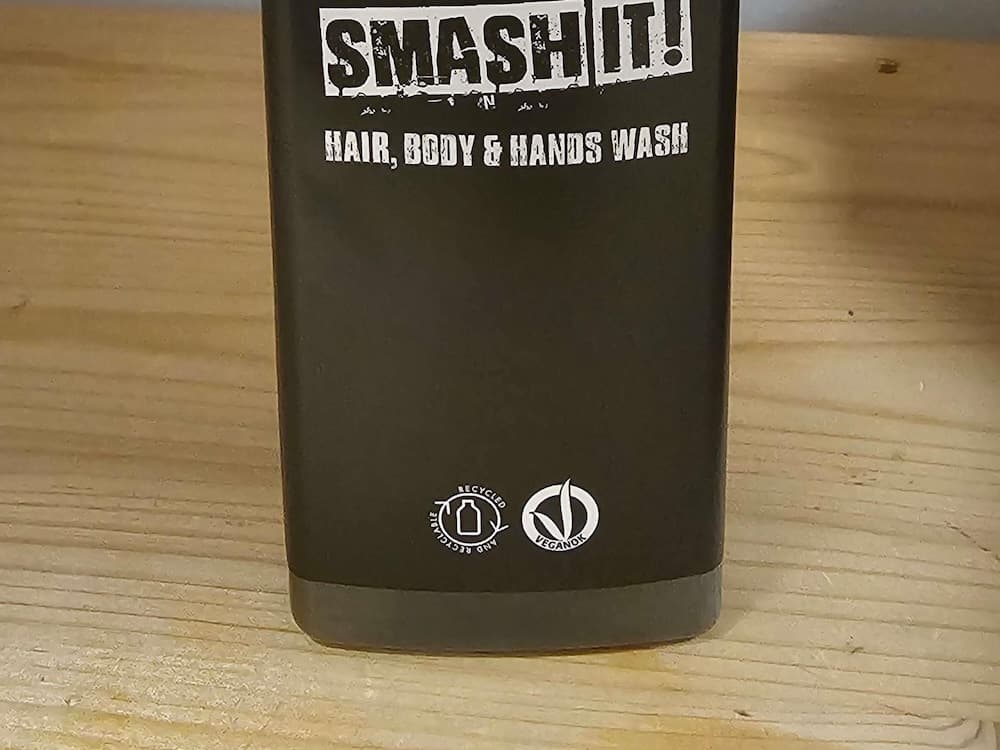 SMASH IT!
HAIR, BODY & HANDS WASH
RECYCLED AND RECYCLABLE
VEGANOK